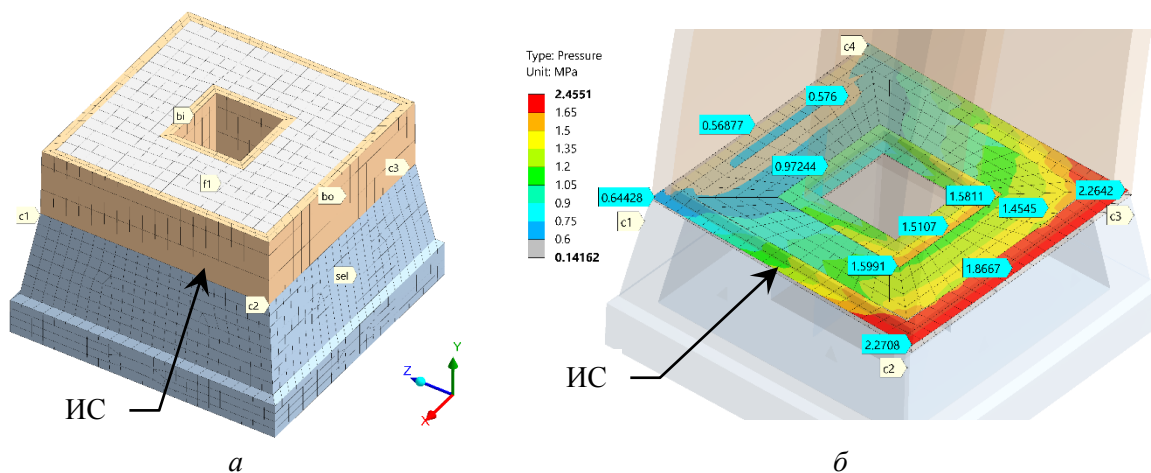 bi
f1
bo
c3
c1
sel
c2
ИС
Y
Z
X
а
Type: Pressure
Unit: MPa
2.4551
1.65
1.5
1.35
1.2
1.05
0.9
0.75
0.6
0.14162
c4
0.576
0.56877
0.97244
0.64428
c1
1.5811
2.2642
1.4545
c3
1.5107
1.5991
1.8667
2.2708
c2
ИС
б